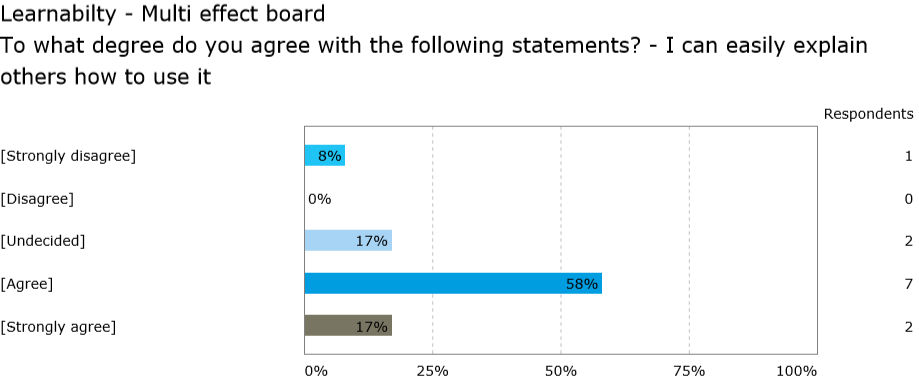 Learnabilty - Multi effect board
To what degree do you agree with the following statements? - I can easily explain
others how to use it
Respondents
[Strongly disagree] 8% 1
[Disagree] 0% 0
[Undecided] 17% 2
[Agree] 58% 7
[Strongly agree] 17% 2
0% 25% 50% 75% 100%